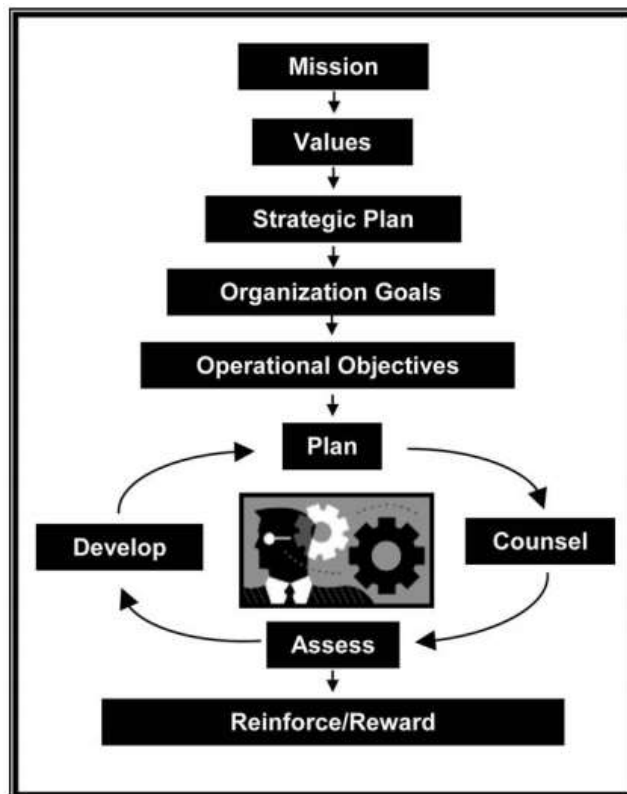 Mission
Values
Strategic Plan
Organization Goals
Operational Objectives
Plan
Develop
Counsel
Assess
Reinforce/Reward